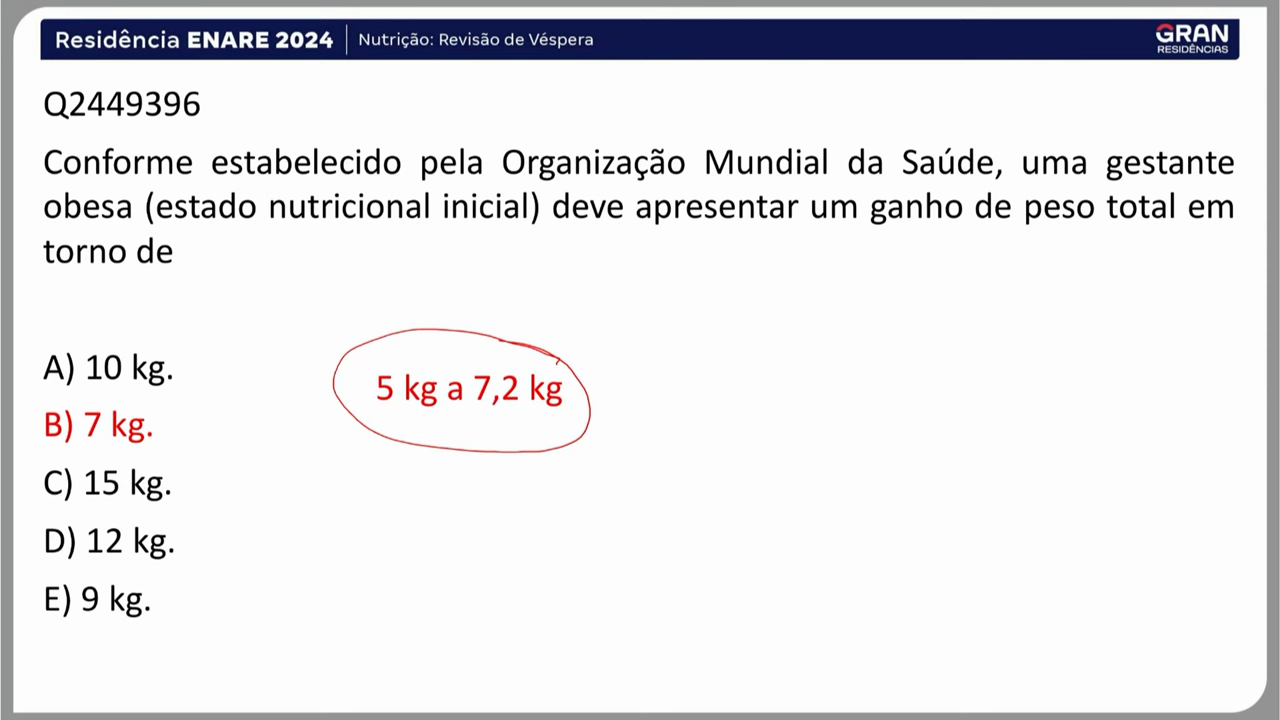 Residência ENARE 2024 | Nutrição: Revisão de Véspera
GRAN
RESIDÊNCIAS
Q2449396
Conforme estabelecido pela Organização Mundial da Saúde, uma gestante
obesa (estado nutricional inicial) deve apresentar um ganho de peso total em
torno de
A) 10 kg.
5 kg a 7,2 kg
B) 7 kg.
C) 15 kg.
D) 12 kg.
E) 9 kg.